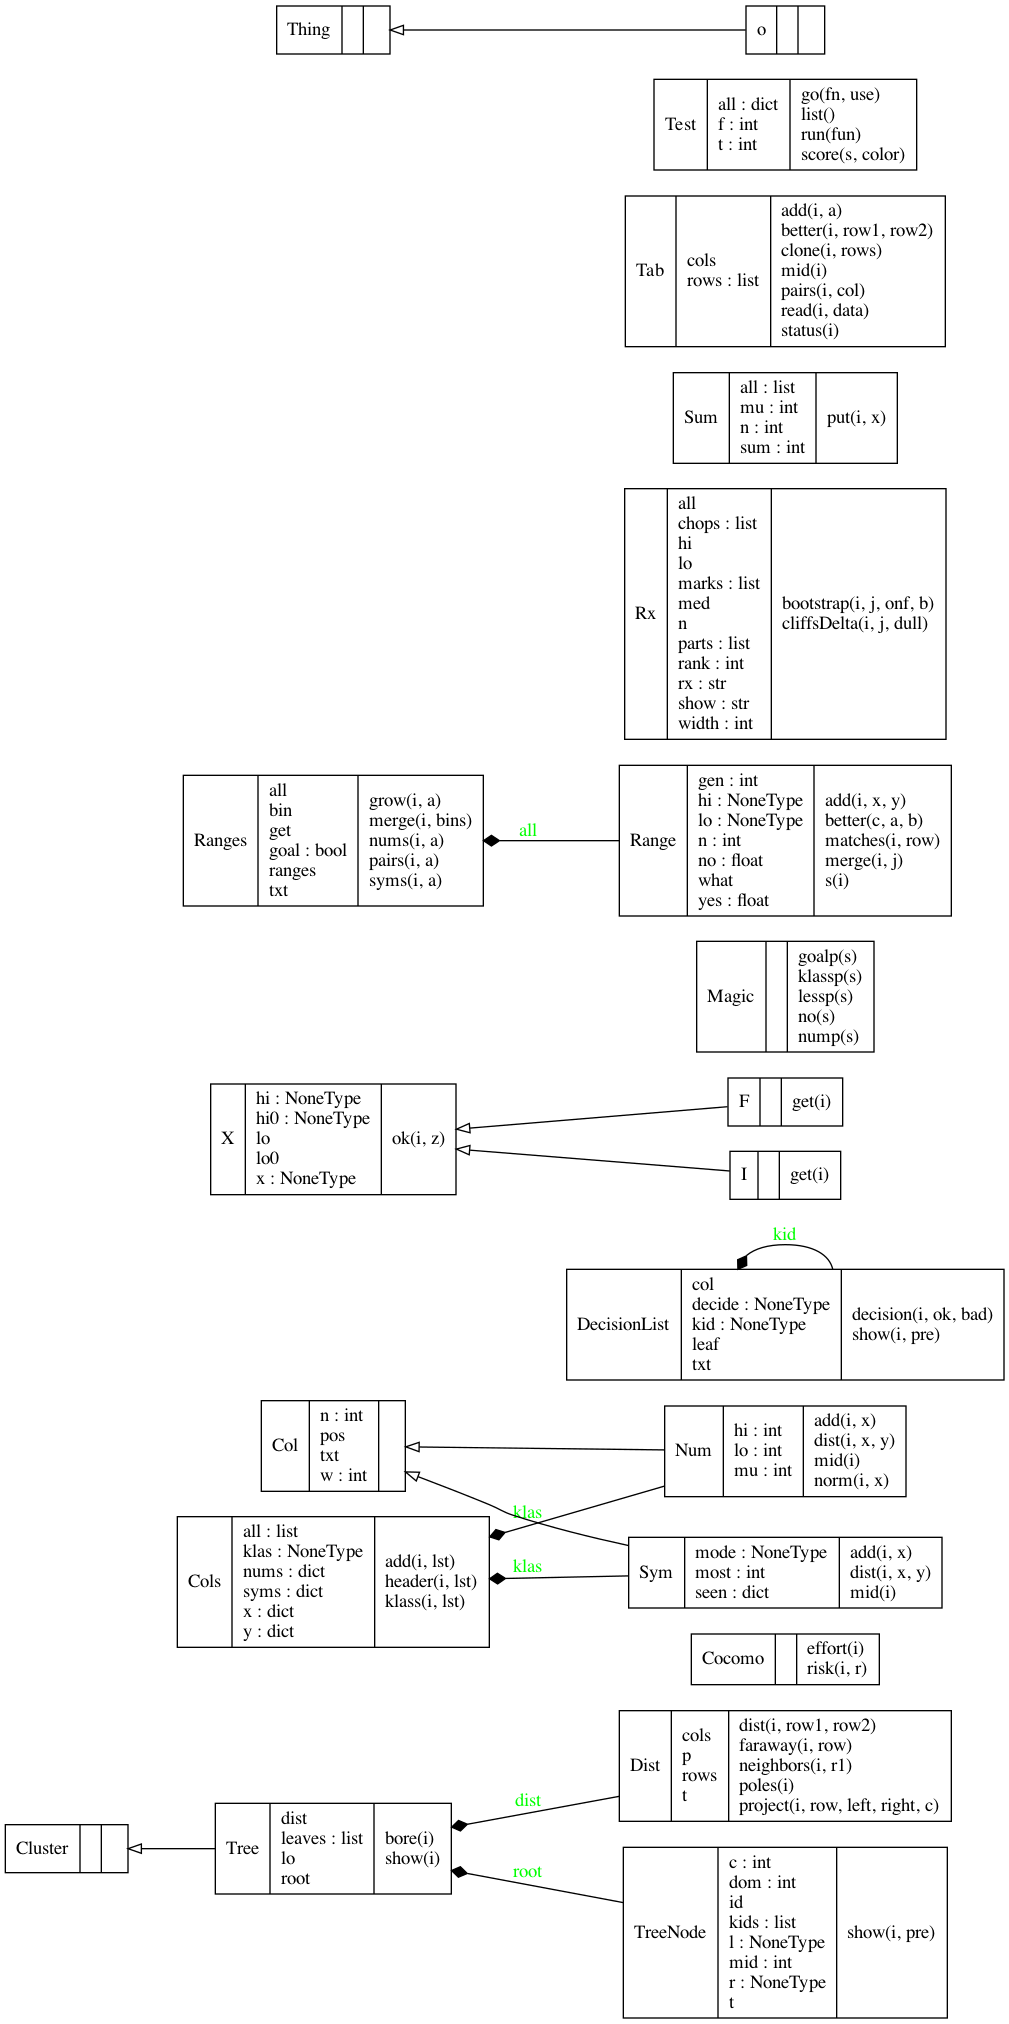 Thing
o
Test
all : dict
f : int
t : int
go(fn, use)
list()
run(fun)
score(s, color)
Tab
cols
rows : list
add(i, a)
better(i, row1, row2)
clone(i, rows)
mid(i)
pairs(i, col)
read(i, data)
status(i)
Sum
all : list
mu : int
n : int
sum : int
put(i, x)
Rx
all
chops : list
hi
lo
marks : list
med
n
parts : list
rank : int
rx : str
show : str
width : int
bootstrap(i, j, onf, b)
cliffsDelta(i, j, dull)
Ranges
all
bin
get
goal : bool
ranges
txt
grow(i, a)
merge(i, bins)
nums(i, a)
pairs(i, a)
syms(i, a)
all
Range
gen : int
hi : NoneType
lo : NoneType
n : int
no : float
what
yes : float
add(i, x, y)
better(c, a, b)
matches(i, row)
merge(i, j)
s(i)
Magic
goalp(s)
klassp(s)
lessp(s)
no(s)
nump(s)
X
hi : NoneType
hi0 : NoneType
lo
lo0
x : NoneType
ok(i, z)
F
get(i)
I
get(i)
kid
DecisionList
col
decide : NoneType
kid : NoneType
leaf
txt
decision(i, ok, bad)
show(i, pre)
Col
n : int
pos
txt
w : int
Num
hi : int
lo : int
mu : int
add(i, x)
dist(i, x, y)
mid(i)
norm(i, x)
klas
Cols
all : list
klas : NoneType
nums : dict
syms : dict
x : dict
y : dict
add(i, lst)
header(i, lst)
klass(i, lst)
klas
Sym
mode : NoneType
most : int
seen : dict
add(i, x)
dist(i, x, y)
mid(i)
Cocomo
effort(i)
risk(i, r)
Dist
cols
p
rows
t
dist(i, row1, row2)
faraway(i, row)
neighbors(i, r1)
poles(i)
project(i, row, left, right, c)
dist
Cluster
Tree
dist
leaves : list
lo
root
bore(i)
show(i)
root
TreeNode
c : int
dom : int
id
kids : list
l : NoneType
mid : int
r : NoneType
t
show(i, pre)